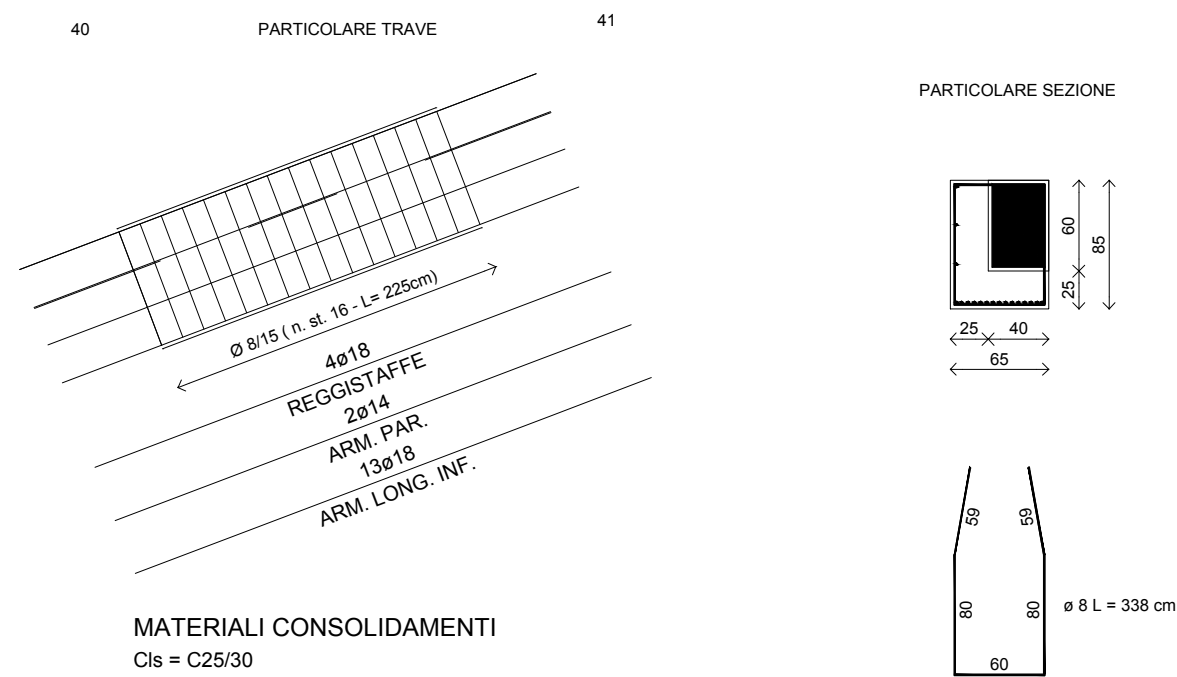 40
PARTICOLARE TRAVE
41
PARTICOLARE SEZIONE
Ø 8/15 ( n. st. 16 - L= 225cm)
4ø18
REGGISTAFFE
2ø14
ARM. PAR.
13ø18
ARM. LONG. INF.
60
85
25
25
40
65
59
59
80
80
ø 8 L = 338 cm
60
MATERIALI CONSOLIDAMENTI
Cls = C25/30